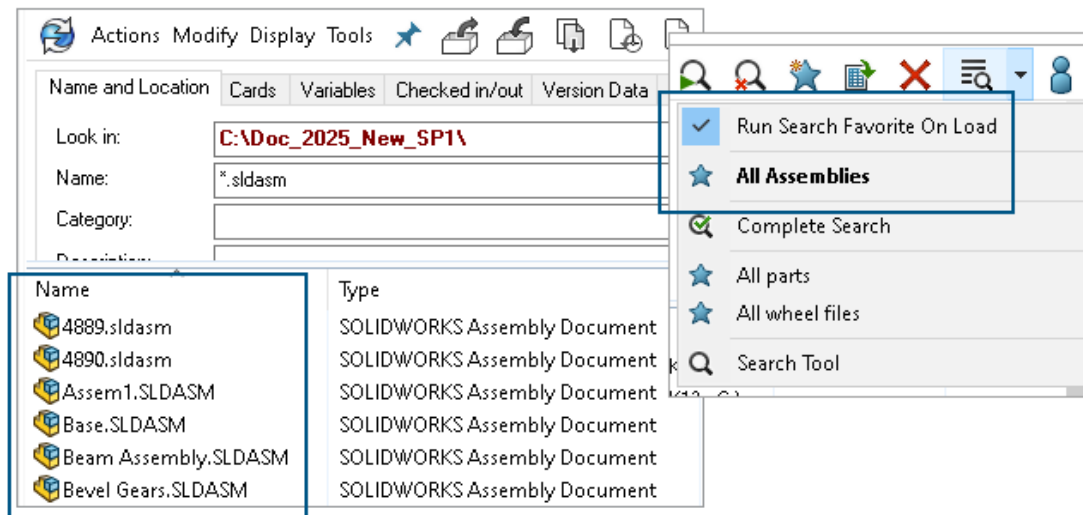 Actions Modify Display Tools
Name and Location Cards Variables Checked in/out Version Data
Look in: C:\Doc_2025_New_SP1\
Name: *.sldasm
Category:
Name Type
4889.sldasm SOLIDWORKS Assembly Document
4890.sldasm SOLIDWORKS Assembly Document
Assem1.SLDASM SOLIDWORKS Assembly Document
Base.SLDASM SOLIDWORKS Assembly Document
Beam Assembly.SLDASM SOLIDWORKS Assembly Document
Bevel Gears.SLDASM SOLIDWORKS Assembly Document
Run Search Favorite On Load
All Assemblies
Complete Search
All parts
All wheel files
Search Tool